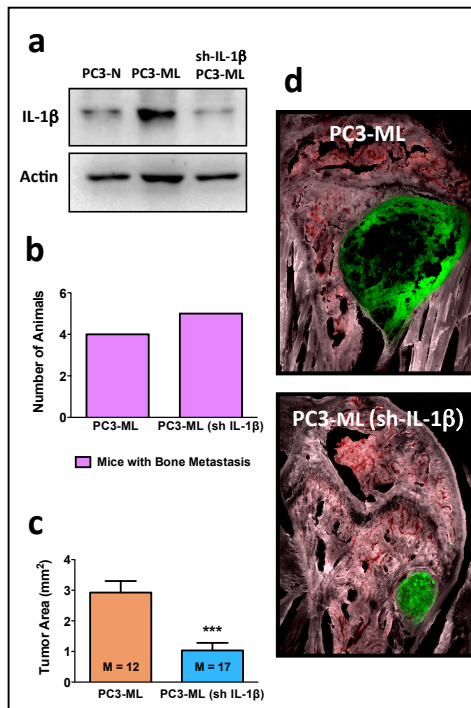 a
PC3-N PC3-ML sh-IL-1β PC3-ML
IL-1β
Actin
b
Number of Animals
6
4
2
0
PC3-ML PC3-ML (sh IL-1β)
Mice with Bone Metastasis
c
Tumor Area (mm²)
4
3
2
1
0
***
M = 12 M = 17
PC3-ML PC3-ML (sh IL-1β)
d
PC3-ML
PC3-ML (sh-IL-1β)